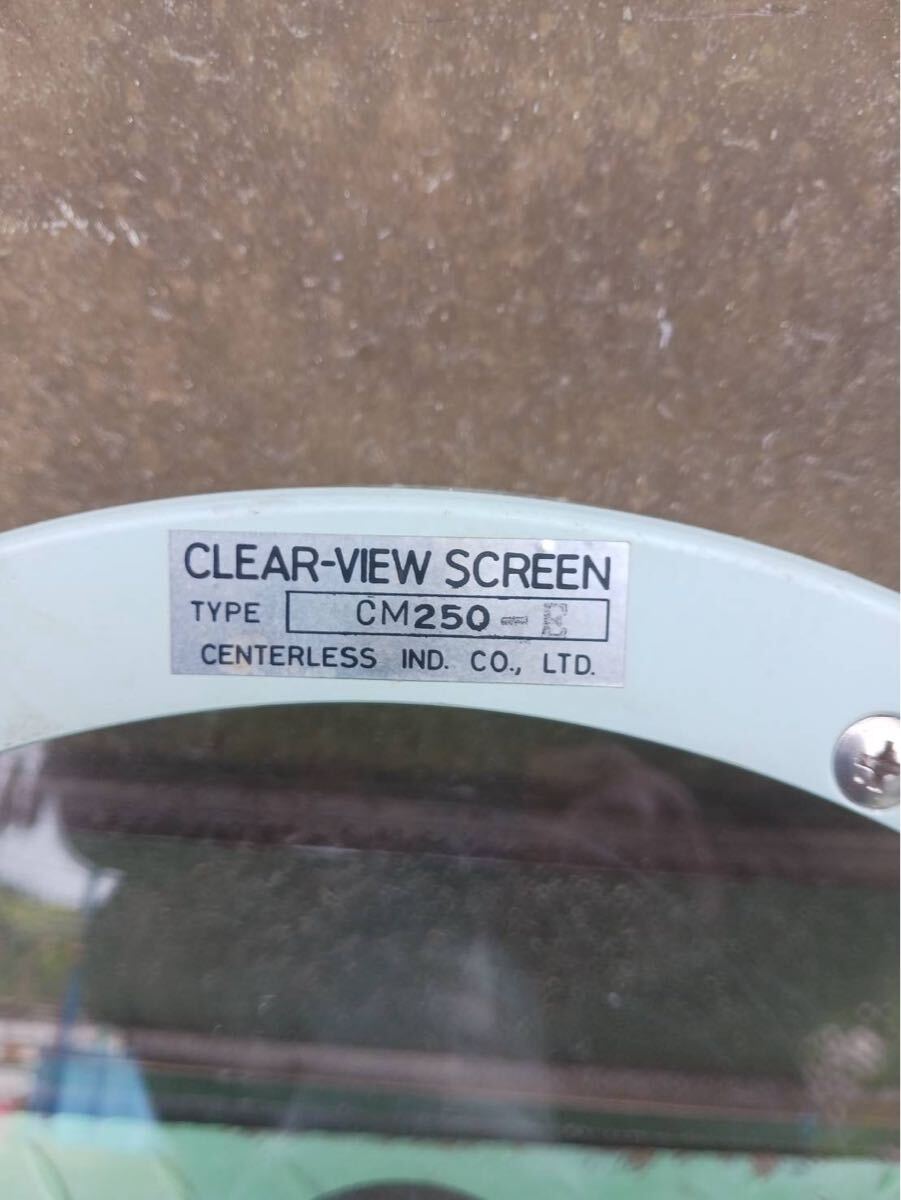 CLEAR-VIEW SCREEN
TYPE CM250-E
CENTERLESS IND. CO., LTD.